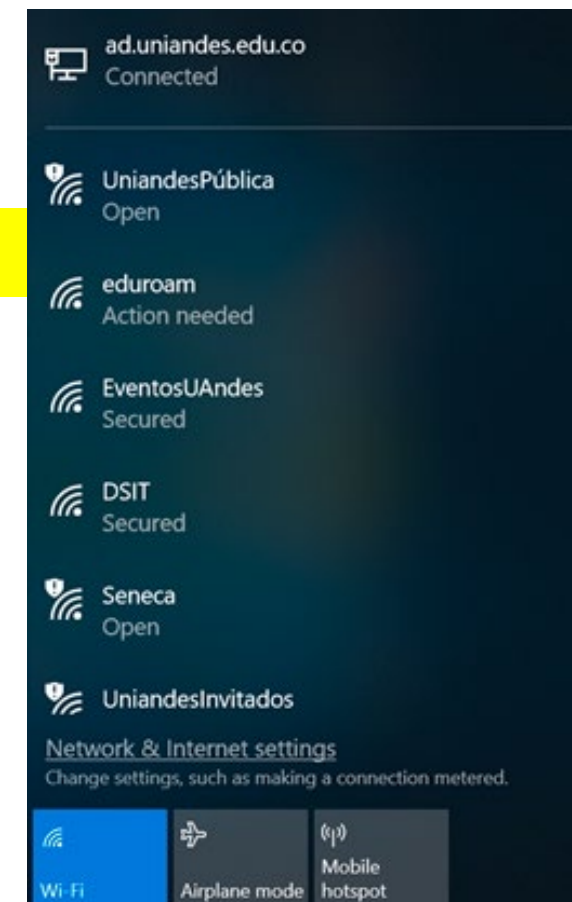 ad.uniandes.edu.co
Connected
UniandesPública
Open
eduroam
Action needed
EventosUAndes
Secured
DSIT
Secured
Seneca
Open
UniandesInvitados
Network & Internet settings
Change settings, such as making a connection metered.
Wi-Fi
Airplane mode
Mobile
hotspot